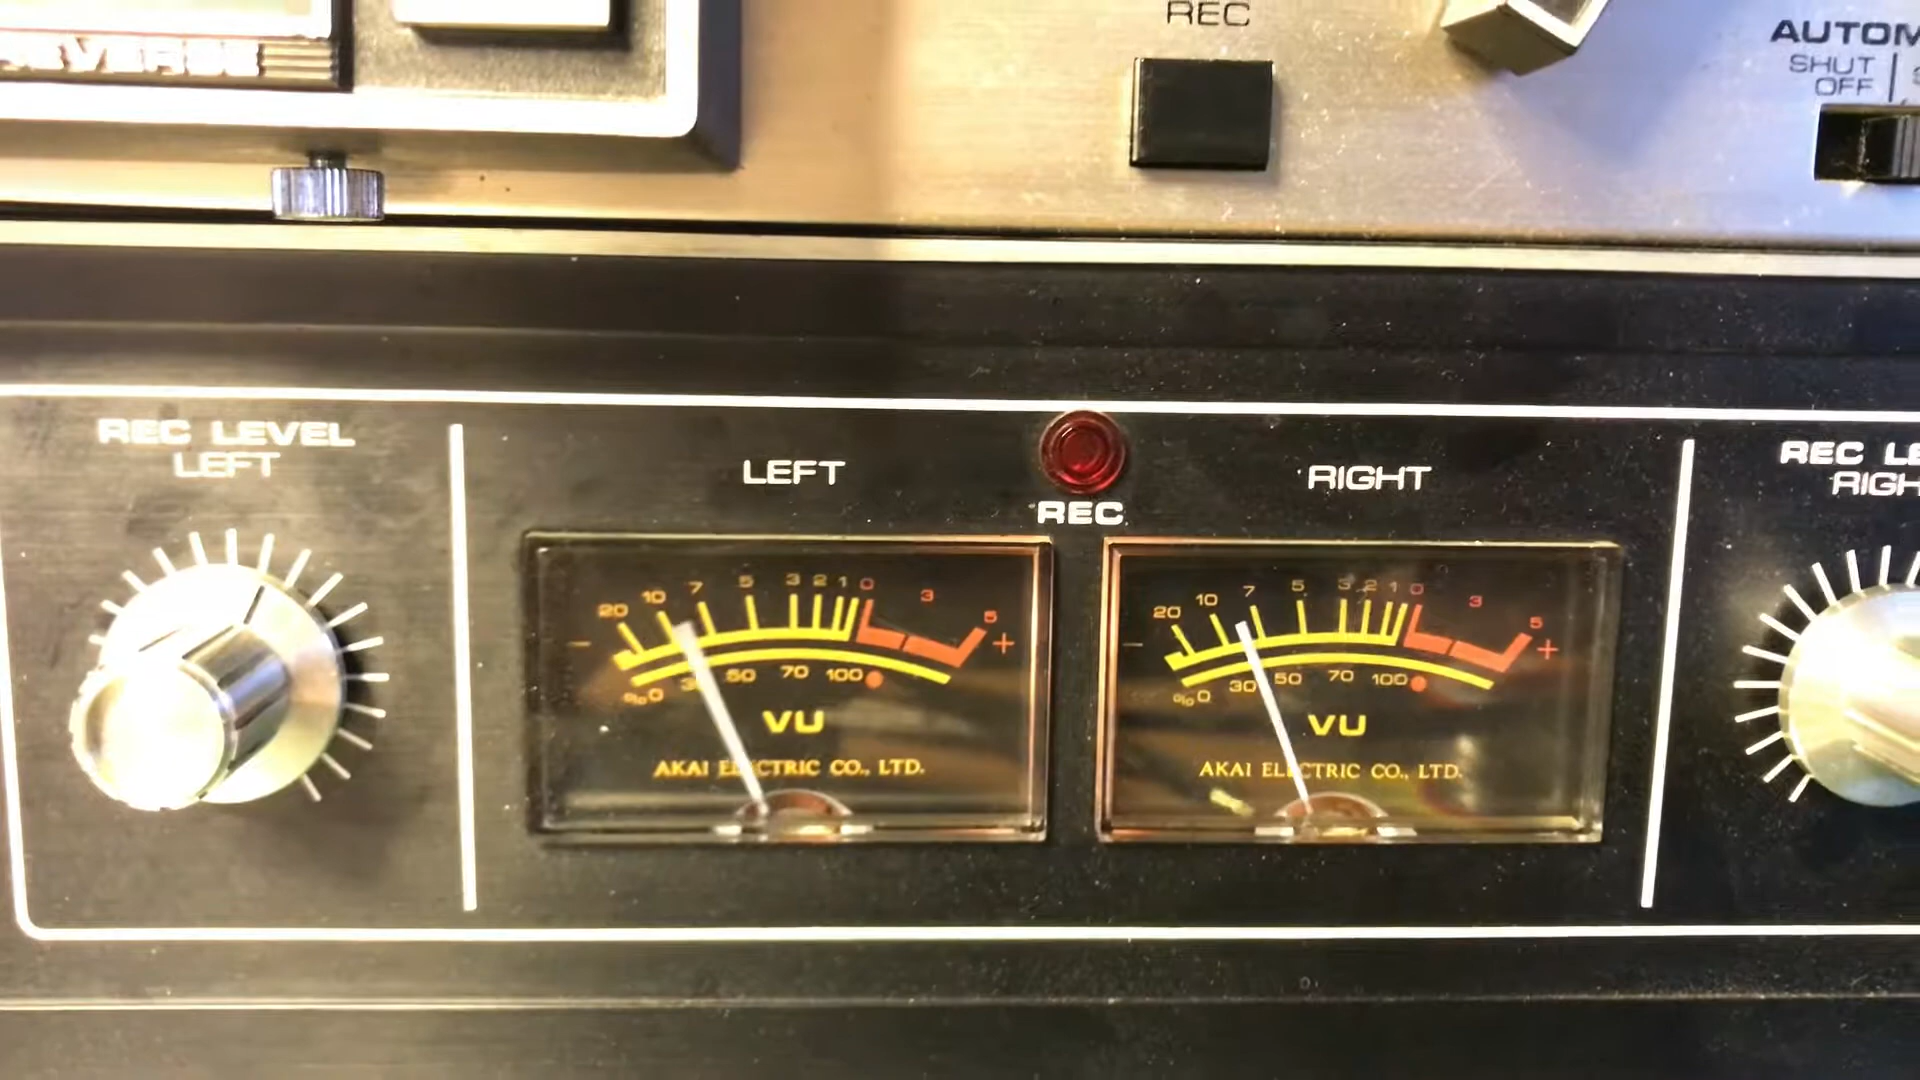 REVERSE
REC
AUTOM
SHUT
OFF
REC LEVEL
LEFT
LEFT
REC
RIGHT
REC LE
RIGH
20 10 7 5 3 2 1 0 3 5
- +
% 0 3 50 70 100
VU
AKAI ELECTRIC CO., LTD.
20 10 7 5 3 2 1 0 3 5
- +
% 0 30 50 70 100
VU
AKAI ELECTRIC CO., LTD.